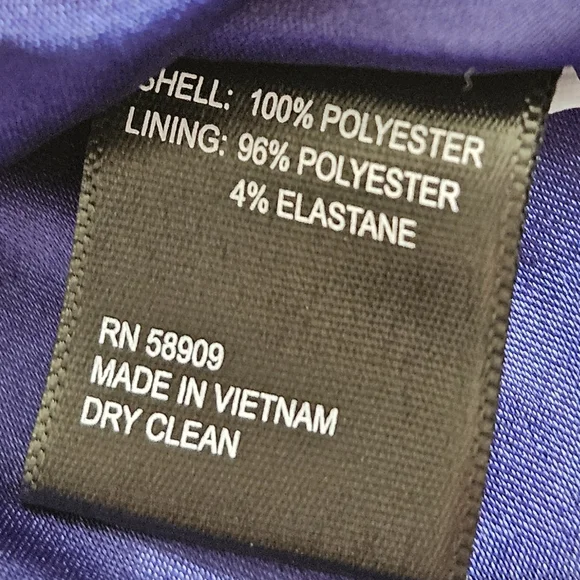 SHELL: 100% POLYESTER
LINING: 96% POLYESTER
4% ELASTANE
RN 58909
MADE IN VIETNAM
DRY CLEAN